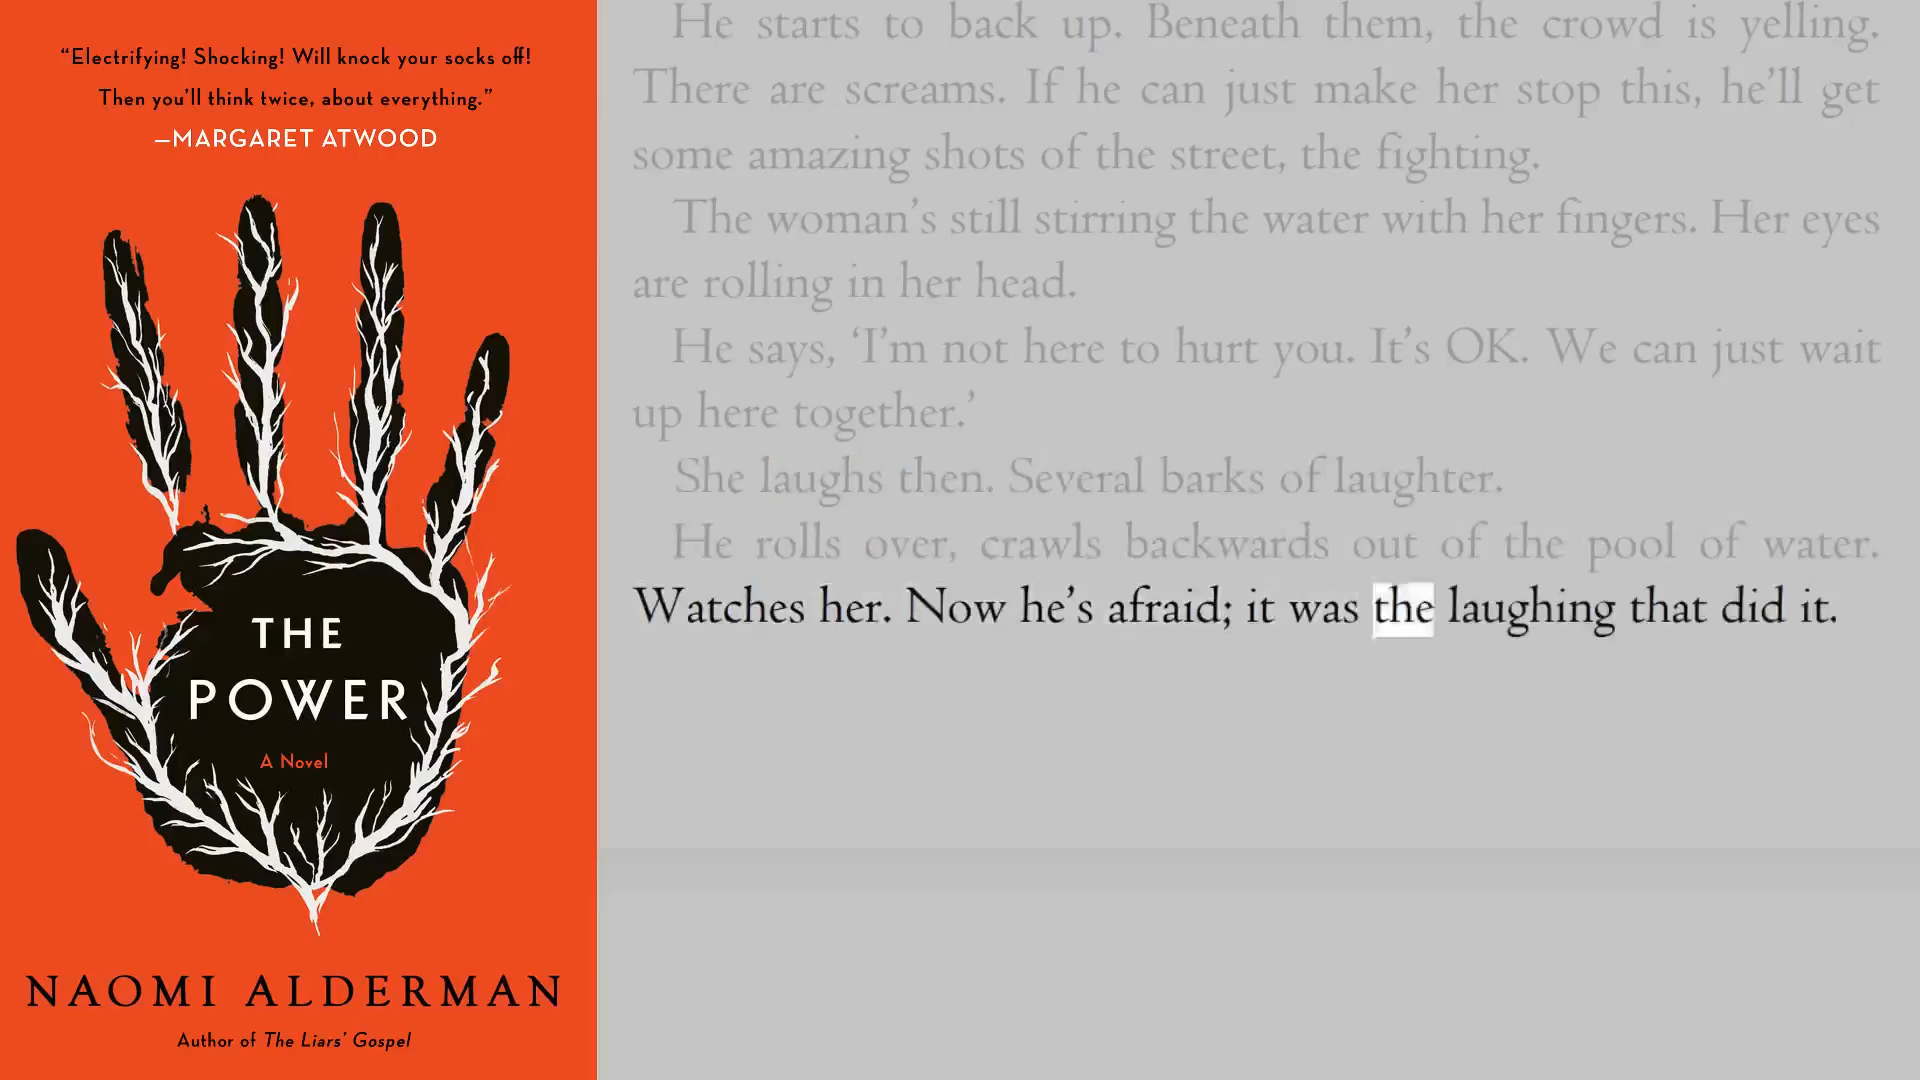 “Electrifying! Shocking! Will knock your socks off!
Then you’ll think twice, about everything.”
—MARGARET ATWOOD
THE
POWER
A Novel
NAOMI ALDERMAN
Author of The Liars’ Gospel
He starts to back up. Beneath them, the crowd is yelling.
There are screams. If he can just make her stop this, he’ll get
some amazing shots of the street, the fighting.
The woman’s still stirring the water with her fingers. Her eyes
are rolling in her head.
He says, ‘I’m not here to hurt you. It’s OK. We can just wait
up here together.’
She laughs then. Several barks of laughter.
He rolls over, crawls backwards out of the pool of water.
Watches her. Now he’s afraid; it was the laughing that did it.